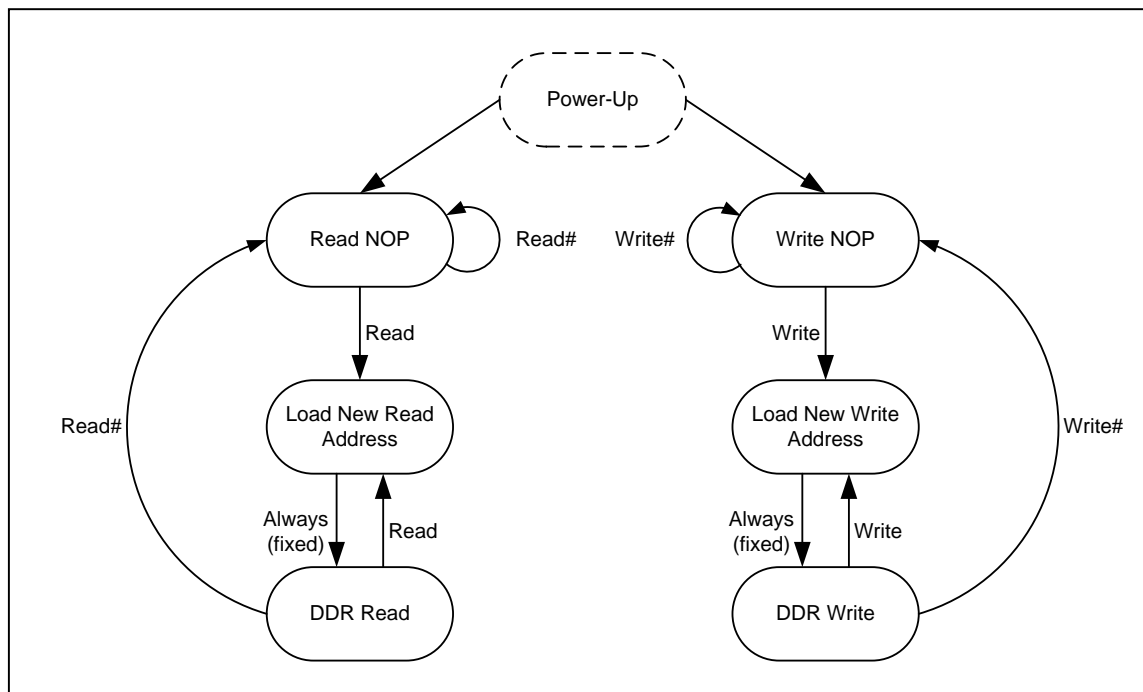 Power-Up
Read NOP
Read#
Write#
Write NOP
Read
Write
Load New Read
Address
Load New Write
Address
Read#
Write#
Always
(fixed)
Read
Always
(fixed)
Write
DDR Read
DDR Write